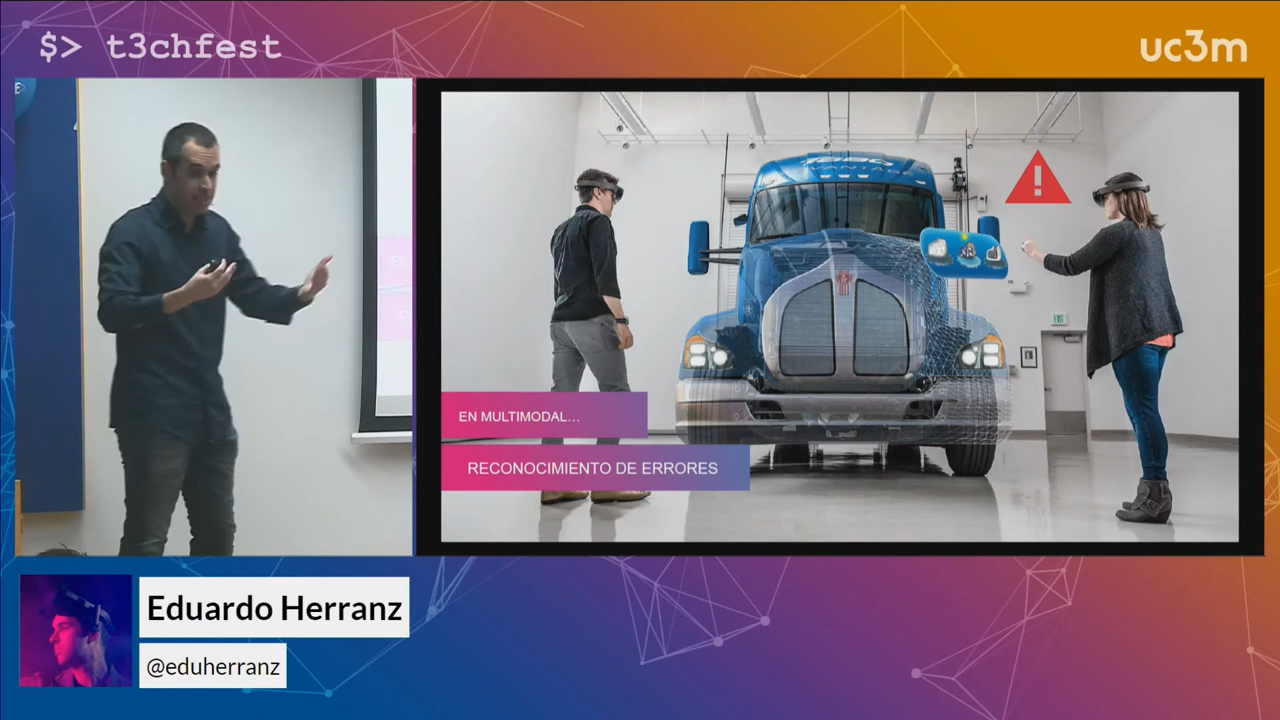 $> t3chfest
uc3m
EN MULTIMODAL...
RECONOCIMIENTO DE ERRORES
Eduardo Herranz
@eduherranz